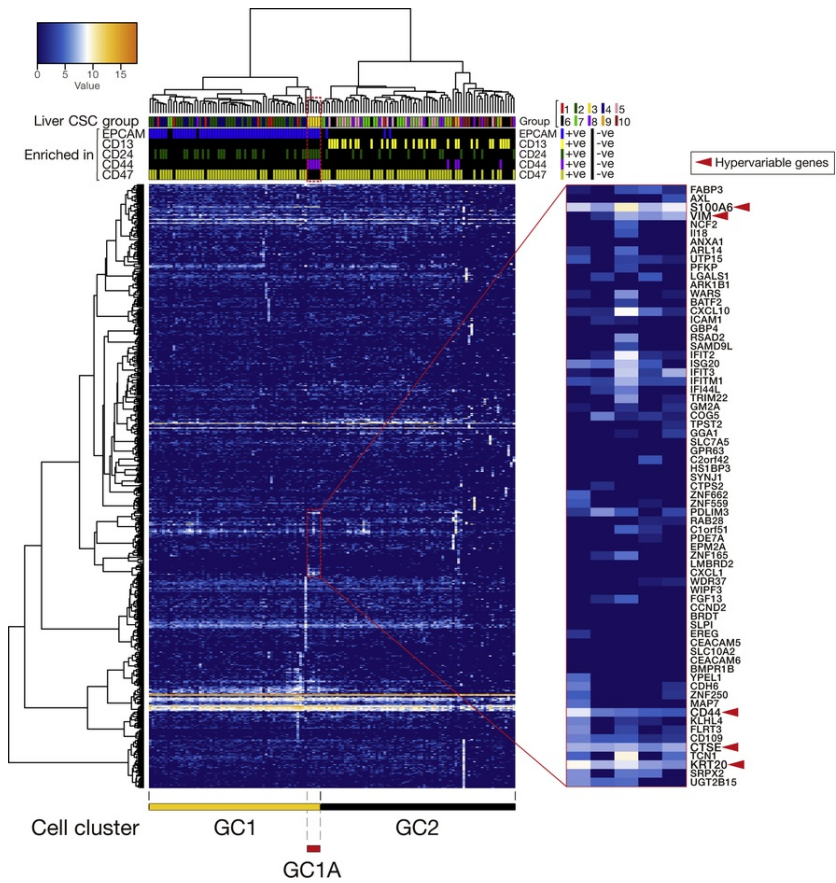 0 5 10 15
Value
Liver CSC group
Enriched in
EPCAM
CD13
CD24
CD44
CD47
1 2 3 4 5
Group 6 7 8 9 10
EPCAM +ve -ve
CD13 +ve -ve
CD24 +ve -ve
CD44 +ve -ve
CD47 +ve -ve
Hypervariable genes
FABP3
AXL
S100A6
VIM
NCF2
Il18
ANXA1
ARL14
UTP15
PFKP
LGALS1
ARK1B1
WARS
BATF2
CXCL10
ICAM1
GBP4
RSAD2
SAMD9L
IFIT2
ISG20
IFIT3
IFITM1
IFI44L
TRIM22
GM2A
COG5
TPST2
GGA1
SLC7A5
GPR63
C2orf42
HS1BP3
SYNJ1
CTPS2
ZNF662
ZNF559
PDLIM3
RAB28
C1orf51
PDE7A
EPM2A
ZNF165
LMBRD2
CXCL1
WDR37
WIPF3
FGF13
CCND2
BRDT
SLPI
EREG
CEACAM5
SLC10A2
CEACAM6
BMPR1B
YPEL1
CDH6
ZNF250
MAP7
CD44
KLHL4
FLRT3
CD109
CTSE
TCN1
KRT20
SRPX2
UGT2B15
Cell cluster GC1 GC2
GC1A